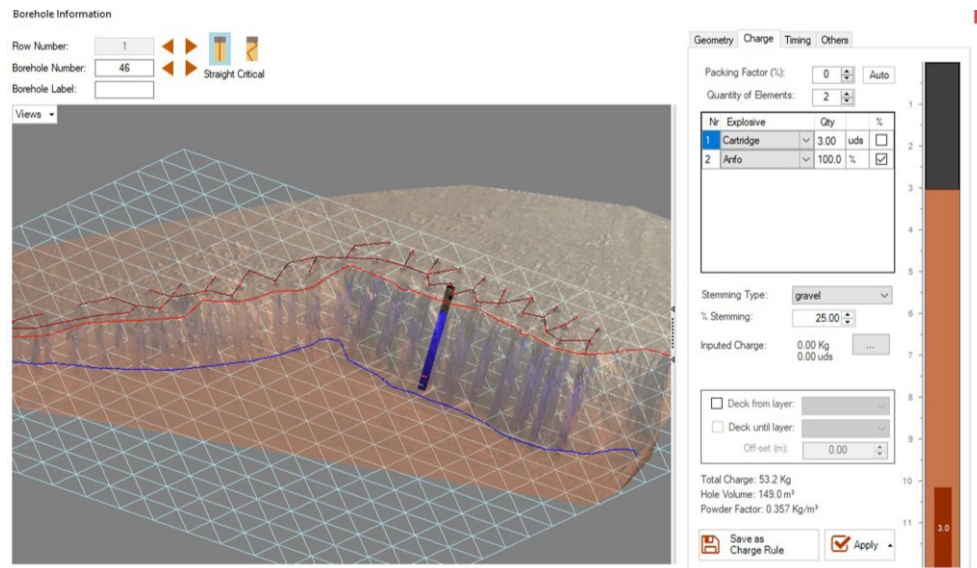 Borehole Information
Row Number: 1
Borehole Number: 46
Straight Critical
Borehole Label:
Views
Geometry Charge Timing Others
Packing Factor (%): 0 Auto
Quantity of Elements: 2
Nr Explosive Qty %
1 Cartridge 3.00 uds
2 Anfo 100.0 %
Stemming Type: gravel
% Stemming: 25.00
Inputed Charge: 0.00 Kg ...
0.00 uds
Deck from layer:
Deck until layer:
Off-set (m): 0.00
Total Charge: 53.2 Kg
Hole Volume: 149.0 m³
Powder Factor: 0.357 Kg/m³
Save as
Charge Rule
Apply
1
2
3
4
5
6
7
8
9
10
11
3.0